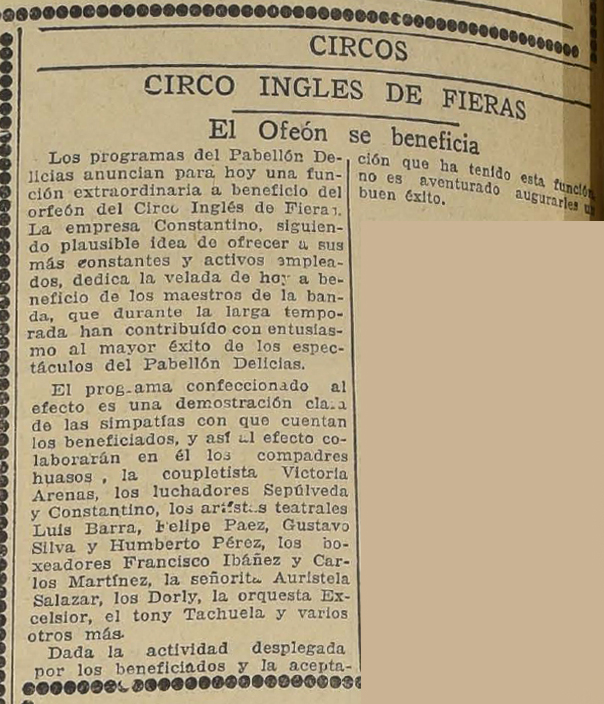 CIRCOS
CIRCO INGLES DE FIERAS
El Ofeón se beneficia
Los programas del Pabellón De-
licias anuncian para hoy una fun-
ción extraordinaria a beneficio del
orfeón del Circo Inglés de Fieras.
La empresa Constantino, siguien-
do plausible idea de ofrecer a sus
más constantes y activos emplea-
dos, dedica la velada de hoy a be-
neficio de los maestros de la ban-
da, que durante la larga tempo-
rada han contribuído con entusias-
mo al mayor éxito de los espec-
táculos del Pabellón Delicias.
El programa confeccionado al
efecto es una demostración clara
de las simpatías con que cuentan
los beneficiados, y así al efecto co-
laborarán en él los compadres
huasos, la coupletista Victoria
Arenas, los luchadores Sepúlveda
y Constantino, los artistas teatrales
Luis Barra, Felipe Paez, Gustavo
Silva y Humberto Pérez, los bo-
xeadores Francisco Ibáñez y Car-
los Martínez, la señorita Auristela
Salazar, los Dorly, la orquesta Ex-
celsior, el tony Tachuela y varios
otros más.
Dada la actividad desplegada
por los beneficiados y la acepta-
ción que ha tenido esta función
no es aventurado augurarles un
buen éxito.